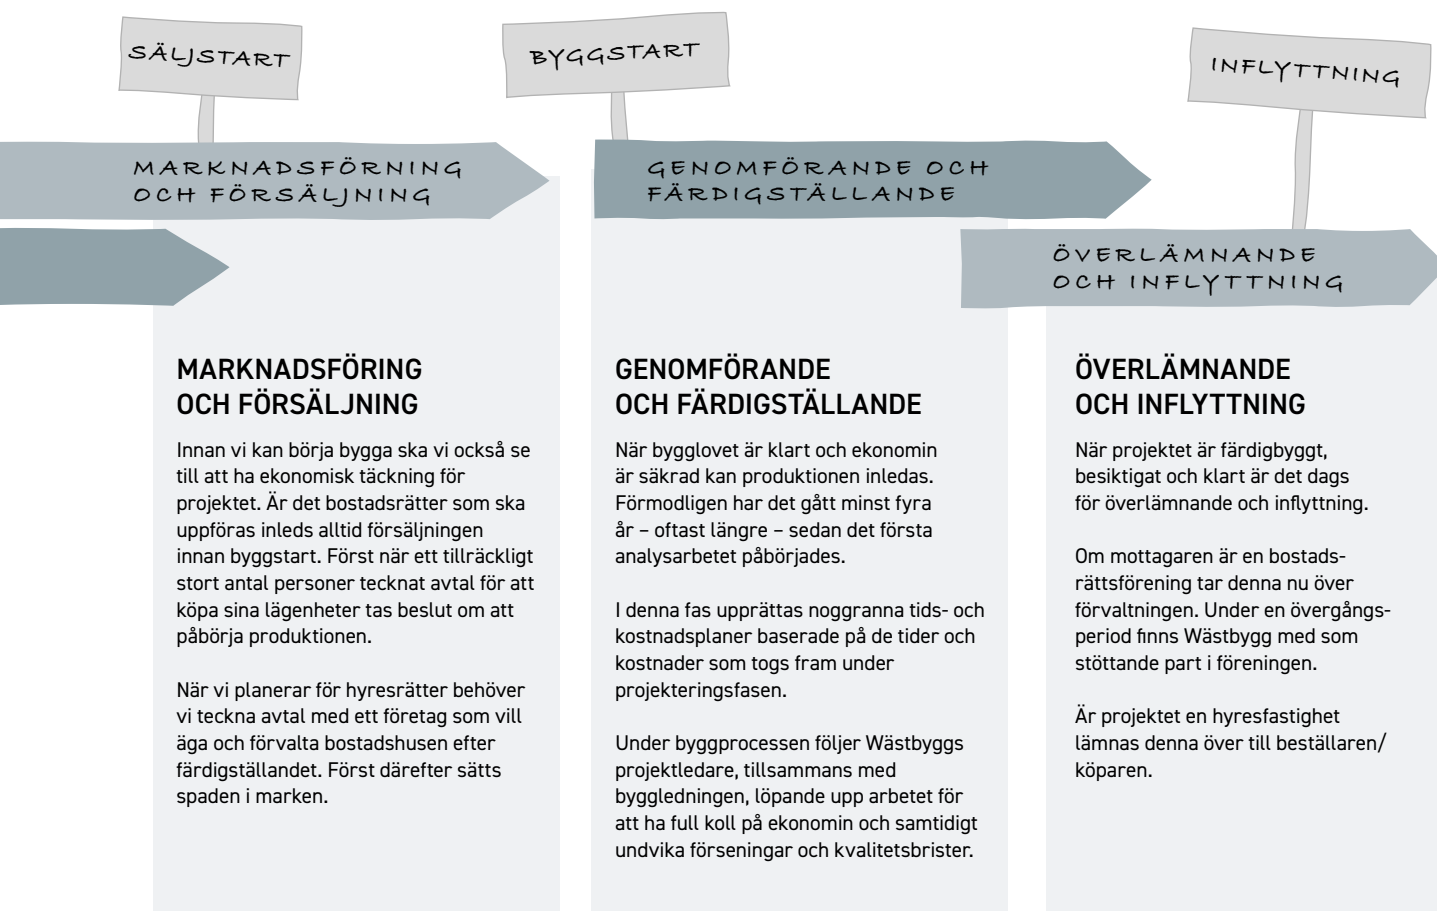 SÄLJSTART
BYGGSTART
INFLYTTNING
MARKNADSFÖRNING
OCH FÖRSÄLJNING
GENOMFÖRANDE OCH
FÄRDIGSTÄLLANDE
ÖVERLÄMNANDE
OCH INFLYTTNING
MARKNADSFÖRING
OCH FÖRSÄLJNING
Innan vi kan börja bygga ska vi också se
till att ha ekonomisk täckning för
projektet. Är det bostadsrätter som ska
uppföras inleds alltid försäljningen
innan byggstart. Först när ett tillräckligt
stort antal personer tecknat avtal för att
köpa sina lägenheter tas beslut om att
påbörja produktionen.
När vi planerar för hyresrätter behöver
vi teckna avtal med ett företag som vill
äga och förvalta bostadshusen efter
färdigställandet. Först därefter sätts
spaden i marken.
GENOMFÖRANDE
OCH FÄRDIGSTÄLLANDE
När bygglovet är klart och ekonomin
är säkrad kan produktionen inledas.
Förmodligen har det gått minst fyra
år – oftast längre – sedan det första
analysarbetet påbörjades.
I denna fas upprättas noggranna tids- och
kostnadsplaner baserade på de tider och
kostnader som togs fram under
projekteringsfasen.
Under byggprocessen följer Wästbyggs
projektledare, tillsammans med
byggledningen, löpande upp arbetet för
att ha full koll på ekonomin och samtidigt
undvika förseningar och kvalitetsbrister.
ÖVERLÄMNANDE
OCH INFLYTTNING
När projektet är färdigbyggt,
besiktigat och klart är det dags
för överlämnande och inflyttning.
Om mottagaren är en bostads-
rättsförening tar denna nu över
förvaltningen. Under en övergångs-
period finns Wästbygg med som
stöttande part i föreningen.
Är projektet en hyresfastighet
lämnas denna över till beställaren/
köparen.